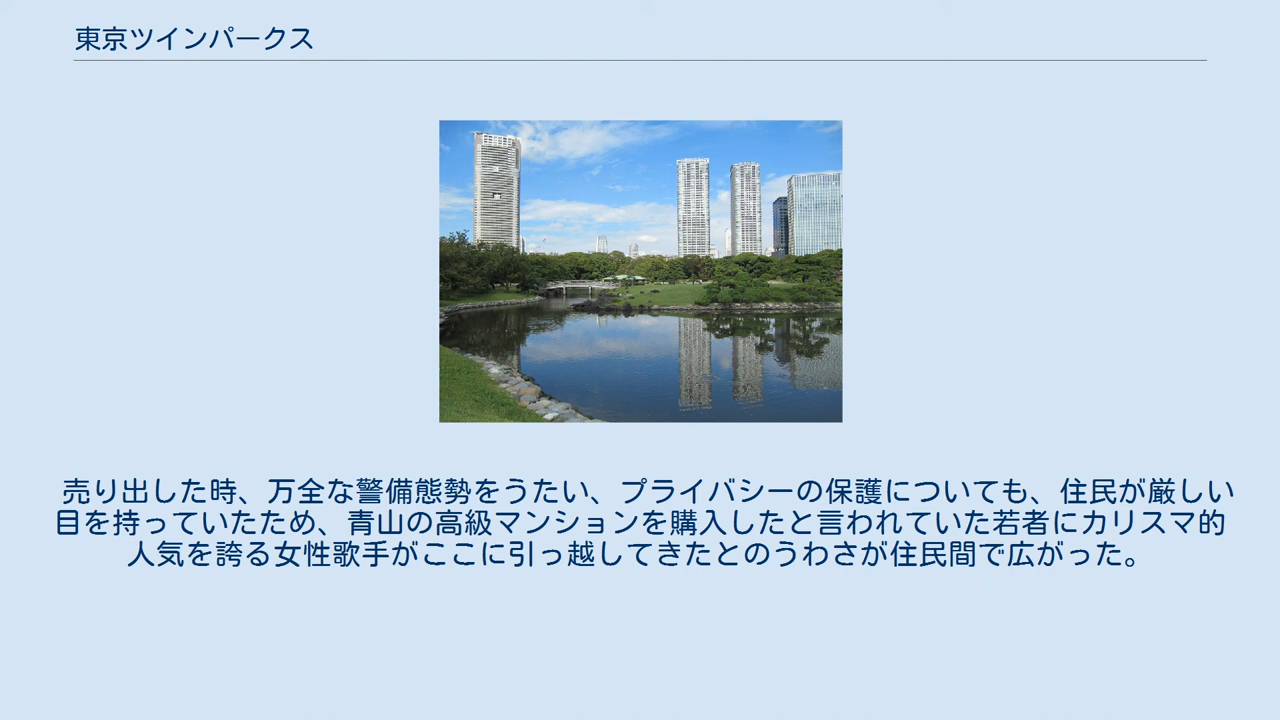 東京ツインパークス
売り出した時、万全な警備態勢をうたい、プライバシーの保護についても、住民が厳しい
目を持っていたため、青山の高級マンションを購入したと言われていた若者にカリスマ的
人気を誇る女性歌手がここに引っ越してきたとのうわさが住民間で広がった。